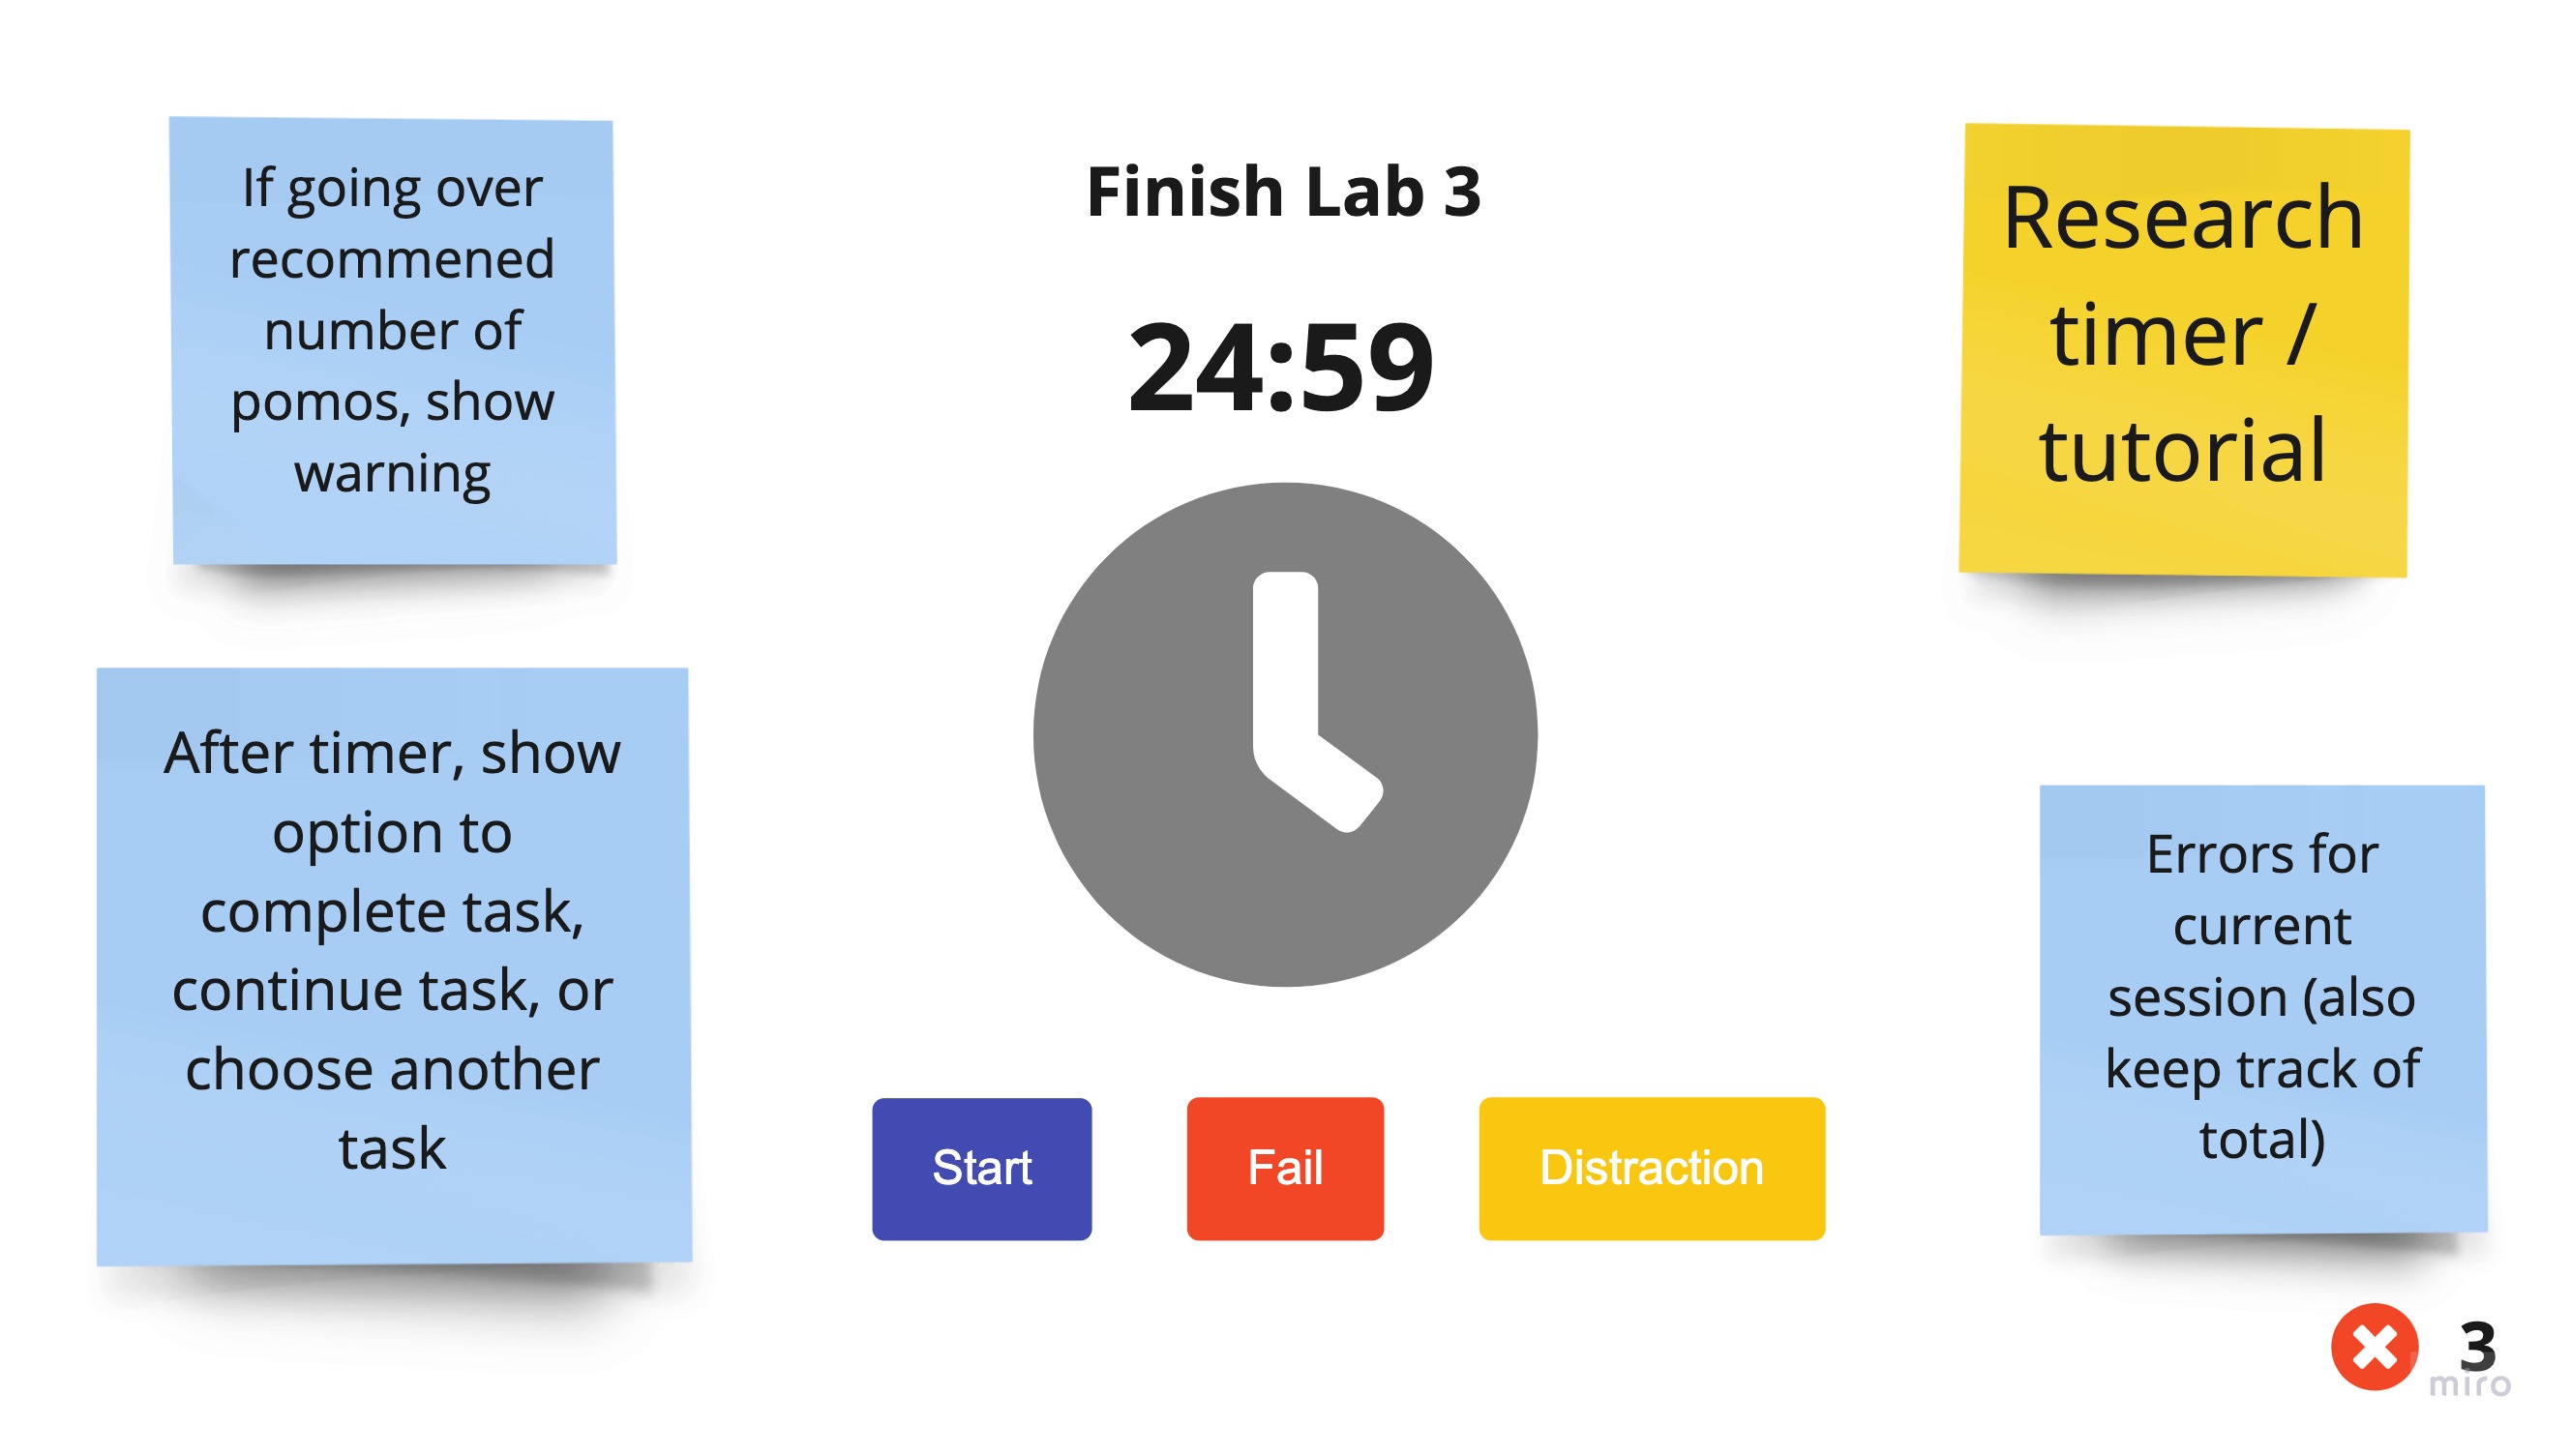 If going over
recommened
number of
pomos, show
warning
After timer, show
option to
complete task,
continue task, or
choose another
task
Finish Lab 3
24:59
Start
Fail
Distraction
Research
timer /
tutorial
Errors for
current
session (also
keep track of
total)
3
miro